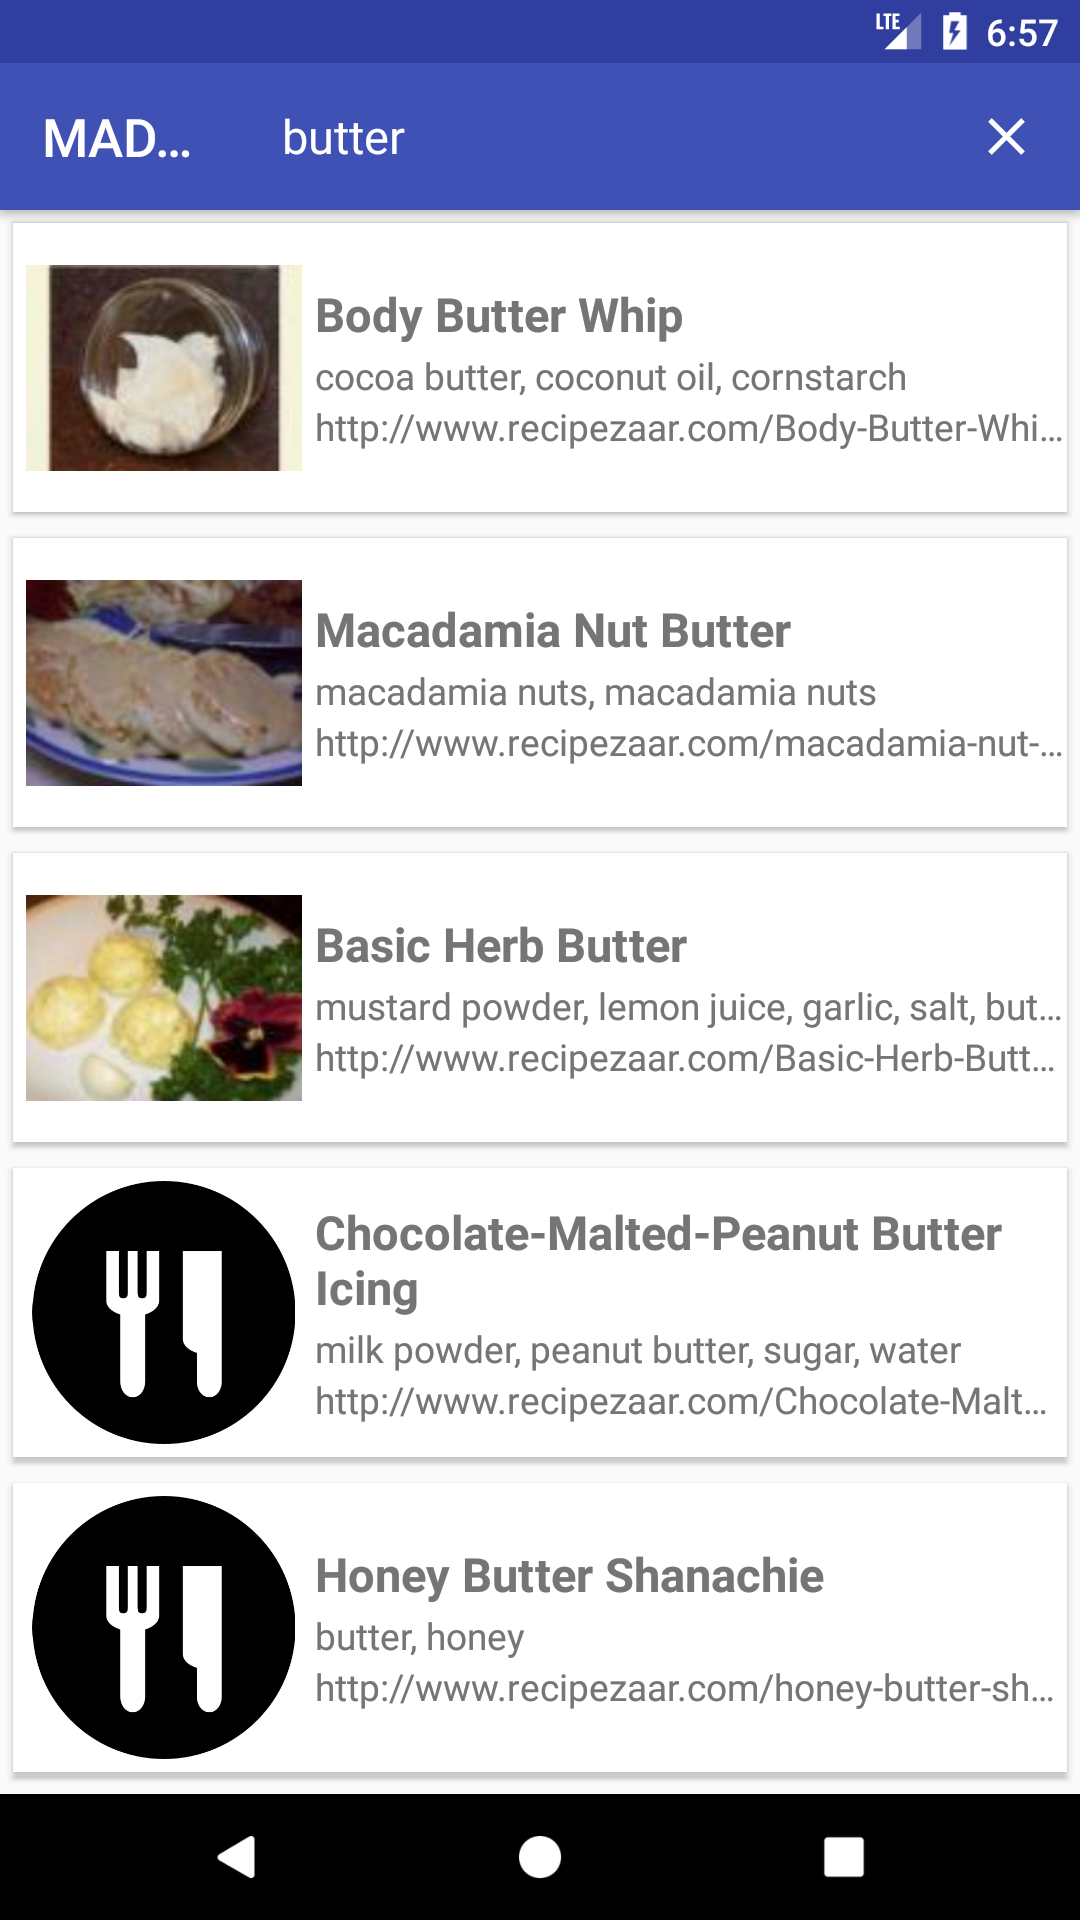 LTE 6:57
MAD... butter
Body Butter Whip
cocoa butter, coconut oil, cornstarch
http://www.recipezaar.com/Body-Butter-Whi...
Macadamia Nut Butter
macadamia nuts, macadamia nuts
http://www.recipezaar.com/macadamia-nut-...
Basic Herb Butter
mustard powder, lemon juice, garlic, salt, but...
http://www.recipezaar.com/Basic-Herb-Butt...
Chocolate-Malted-Peanut Butter
Icing
milk powder, peanut butter, sugar, water
http://www.recipezaar.com/Chocolate-Malt...
Honey Butter Shanachie
butter, honey
http://www.recipezaar.com/honey-butter-sh...